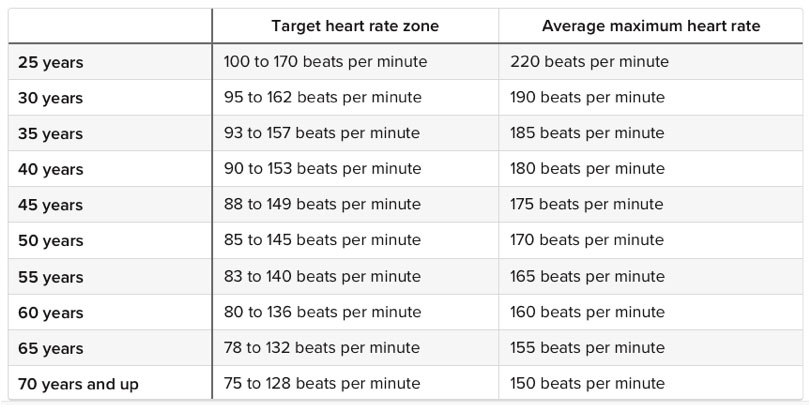 Target heart rate zone Average maximum heart rate
25 years 100 to 170 beats per minute 220 beats per minute
30 years 95 to 162 beats per minute 190 beats per minute
35 years 93 to 157 beats per minute 185 beats per minute
40 years 90 to 153 beats per minute 180 beats per minute
45 years 88 to 149 beats per minute 175 beats per minute
50 years 85 to 145 beats per minute 170 beats per minute
55 years 83 to 140 beats per minute 165 beats per minute
60 years 80 to 136 beats per minute 160 beats per minute
65 years 78 to 132 beats per minute 155 beats per minute
70 years and up 75 to 128 beats per minute 150 beats per minute